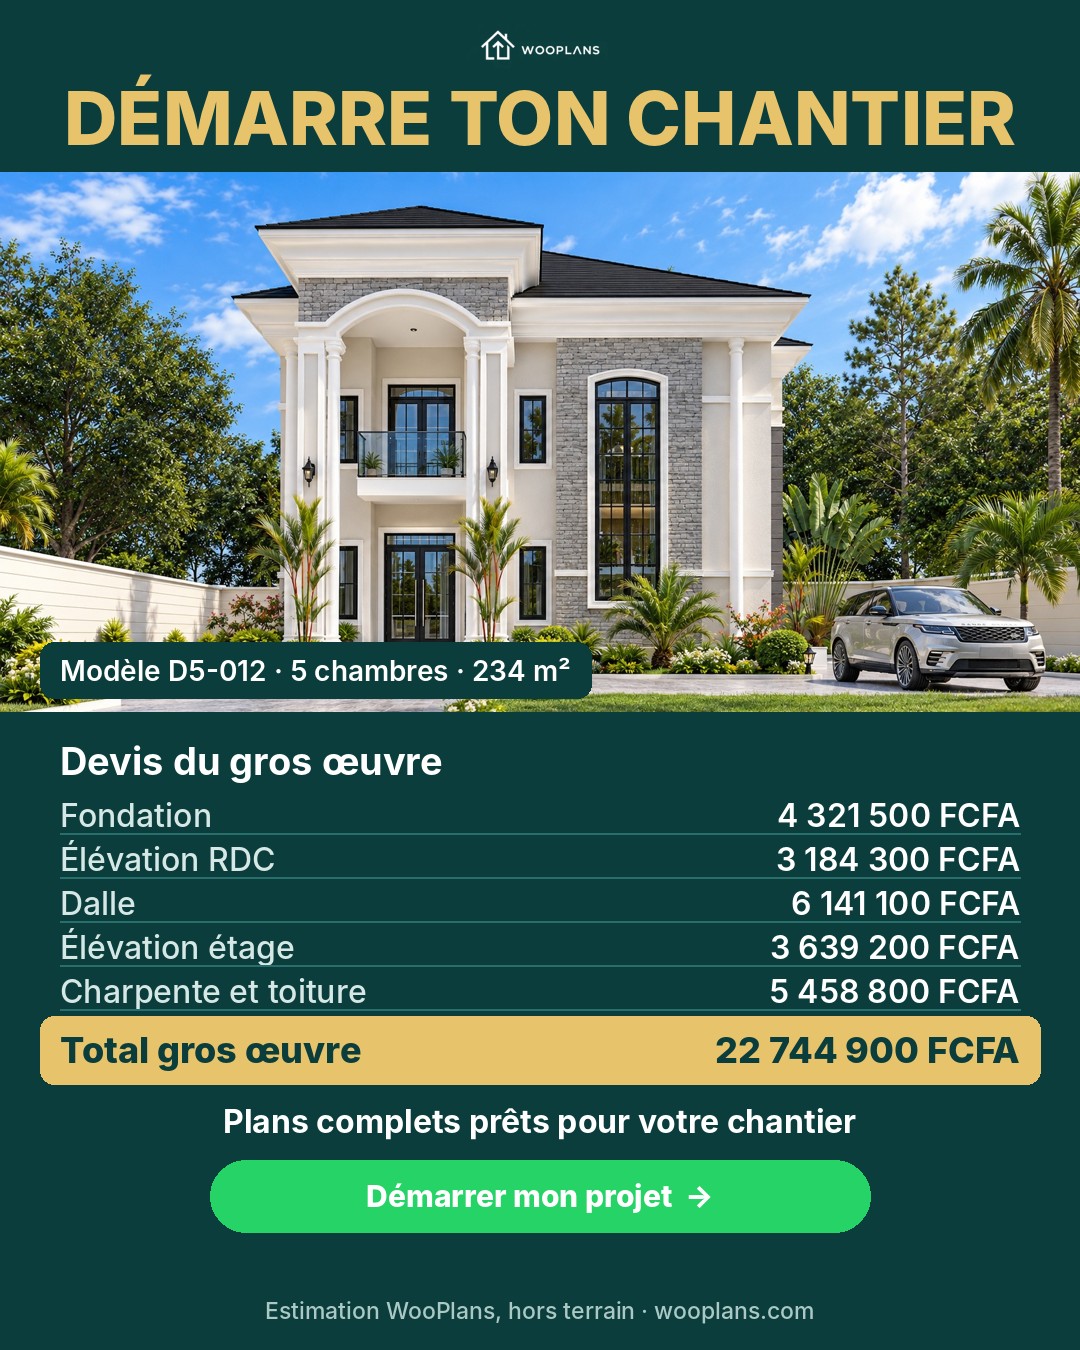 WOOPLANS
DÉMARRE TON CHANTIER
Modèle D5-012 · 5 chambres · 234 m²
Devis du gros œuvre
Fondation 4 321 500 FCFA
Élévation RDC 3 184 300 FCFA
Dalle 6 141 100 FCFA
Élévation étage 3 639 200 FCFA
Charpente et toiture 5 458 800 FCFA
Total gros œuvre 22 744 900 FCFA
Plans complets prêts pour votre chantier
Démarrer mon projet →
Estimation WooPlans, hors terrain · wooplans.com